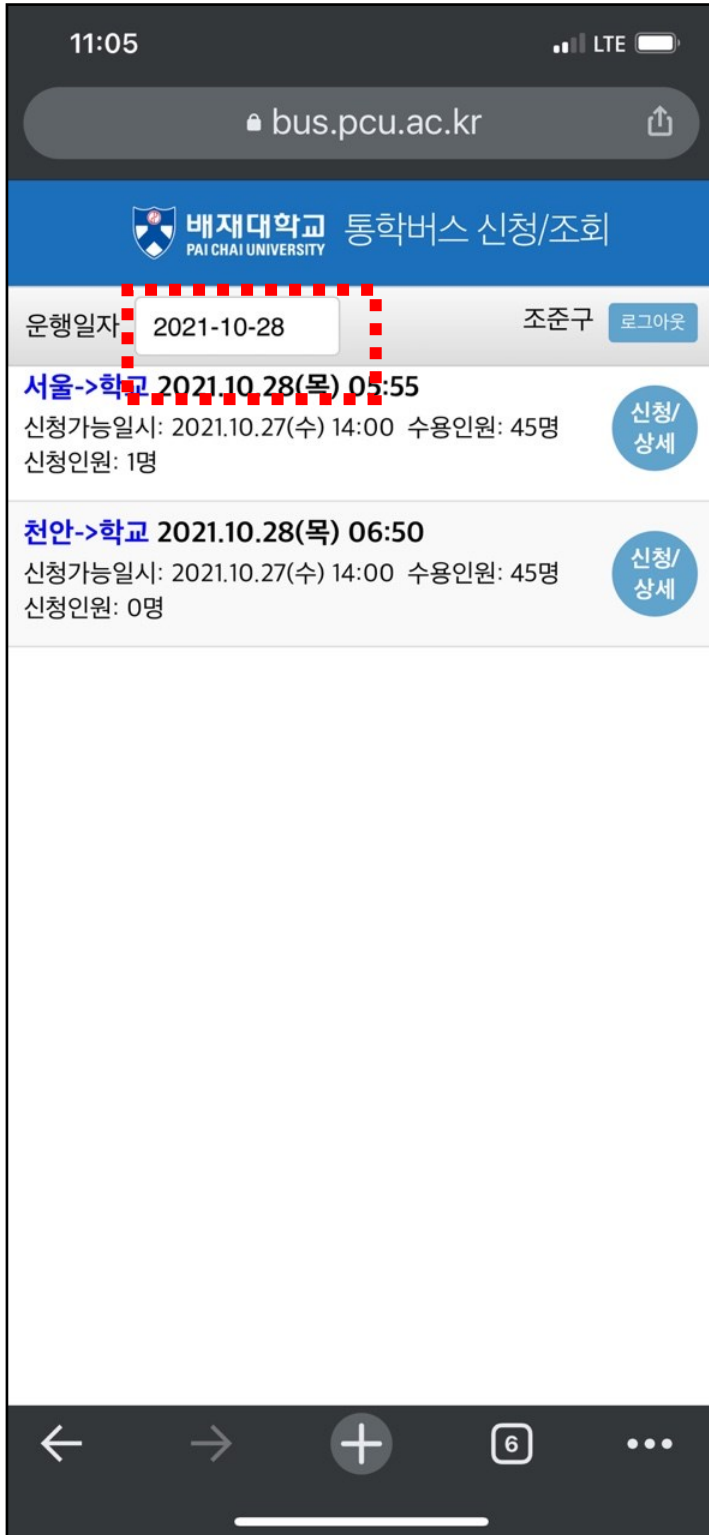 11:05 LTE
bus.pcu.ac.kr
배재대학교 통학버스 신청/조회
PAI CHAI UNIVERSITY
운행일자 2021-10-28 조준구 로그아웃
서울->학교 2021.10.28(목) 05:55
신청가능일시: 2021.10.27(수) 14:00 수용인원: 45명
신청인원: 1명
신청/
상세
천안->학교 2021.10.28(목) 06:50
신청가능일시: 2021.10.27(수) 14:00 수용인원: 45명
신청인원: 0명
신청/
상세
6